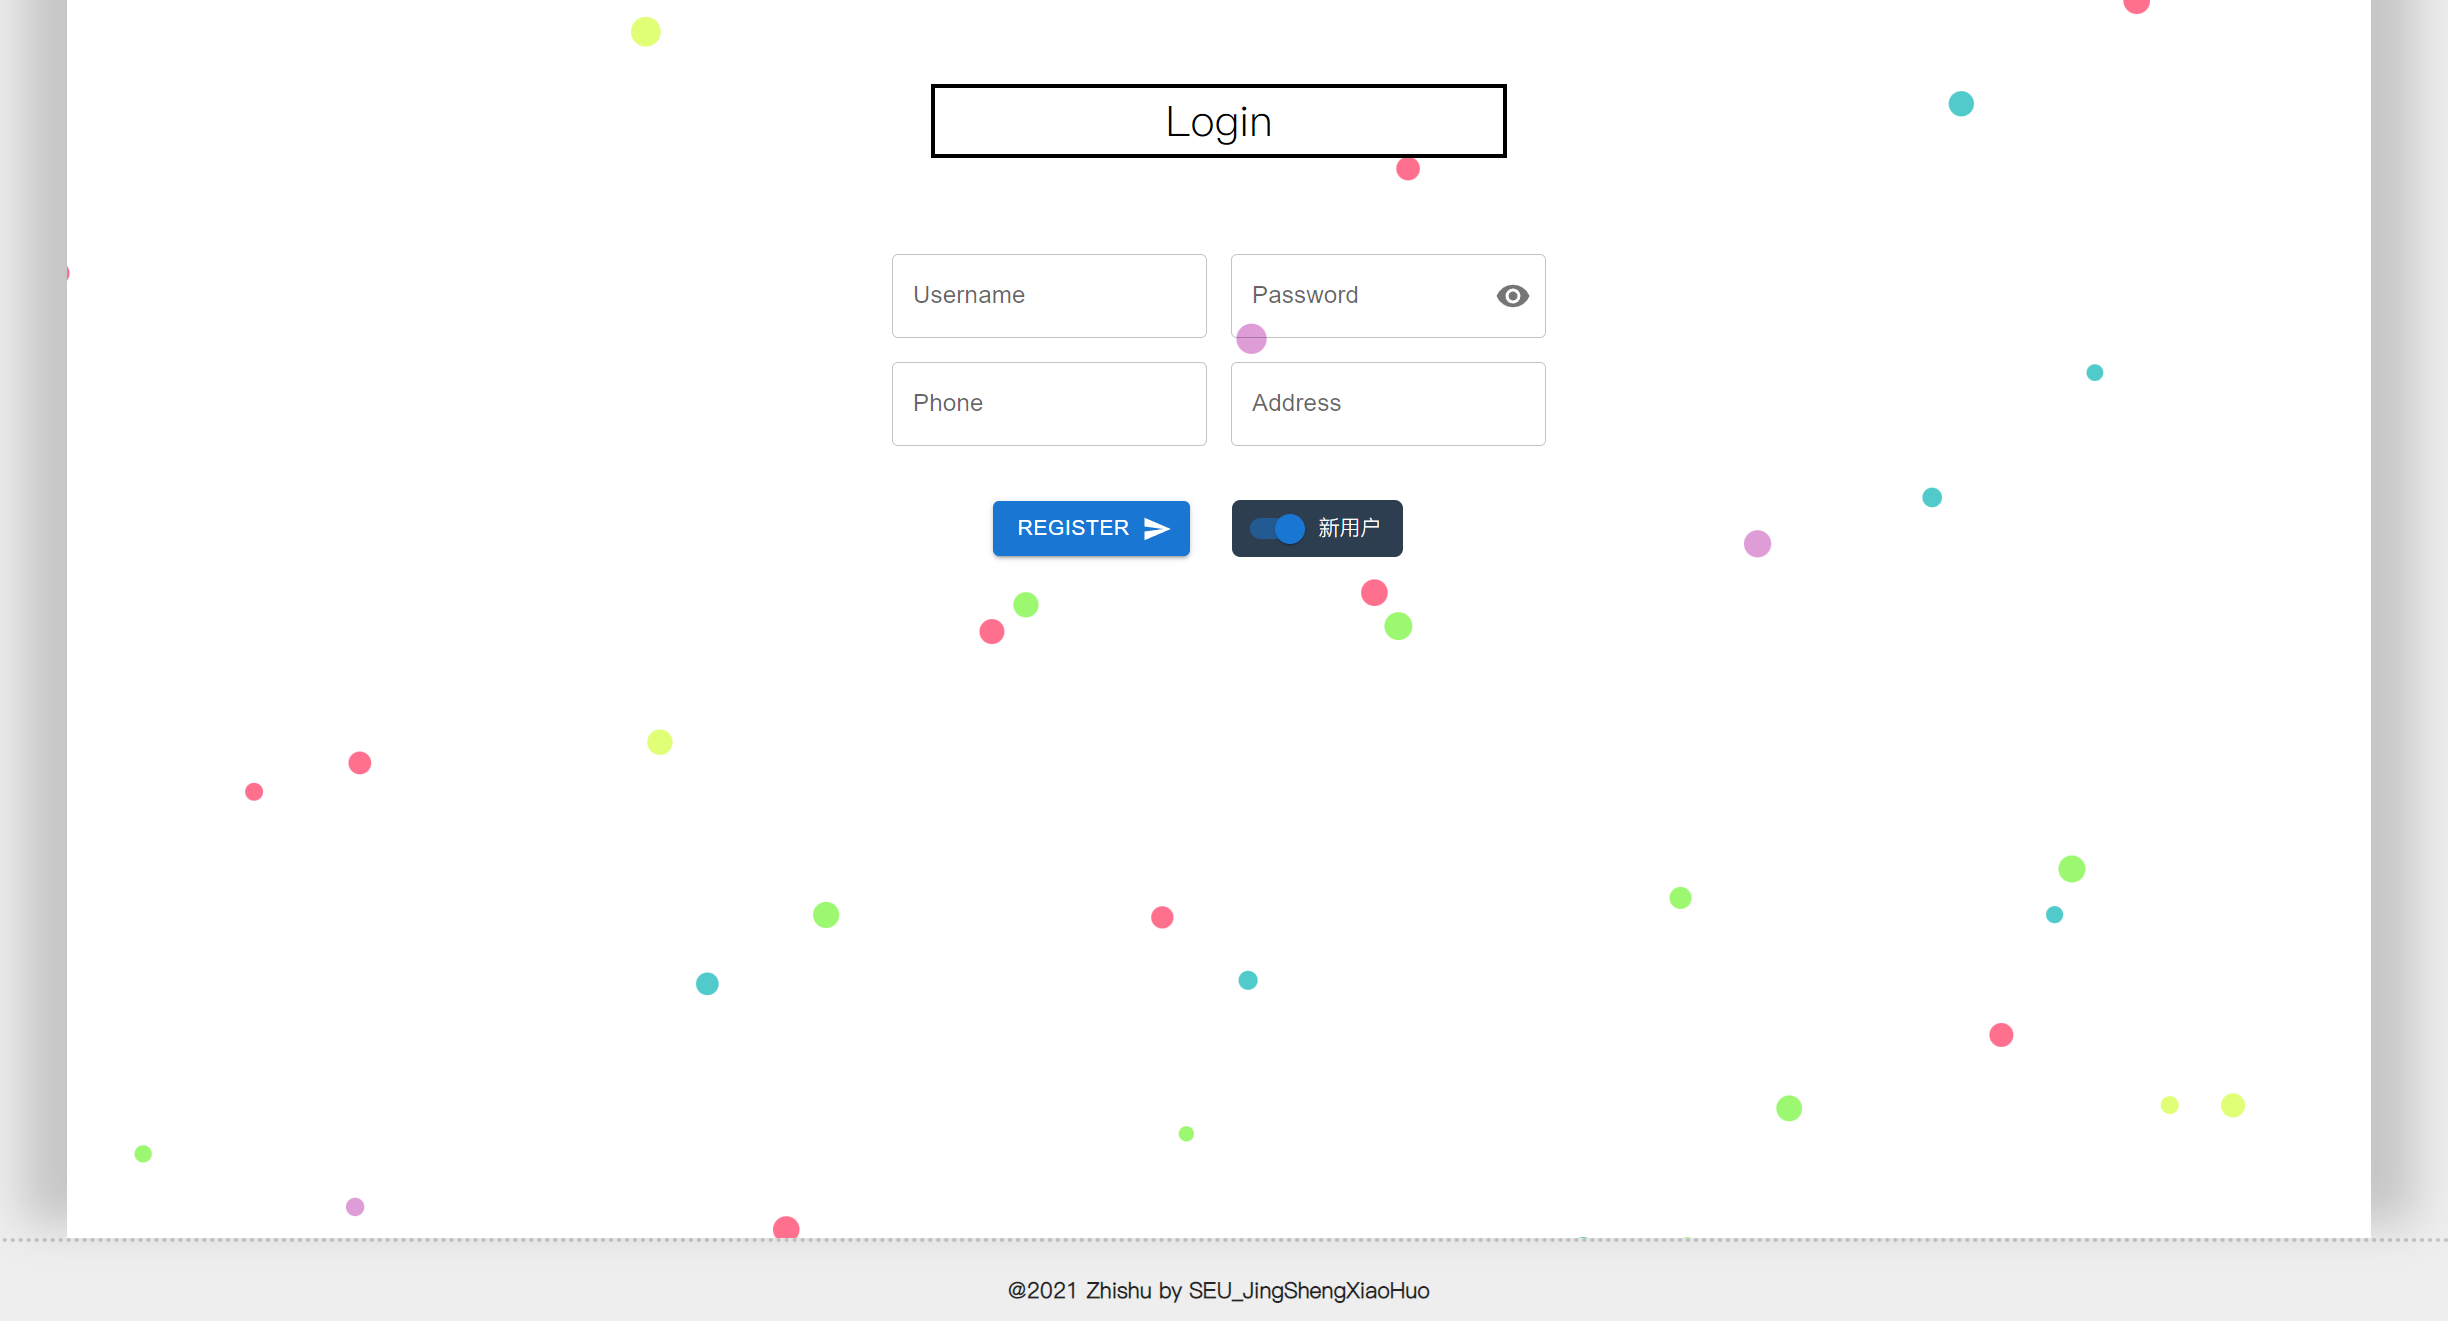 Login
Username
Password
Phone
Address
REGISTER
新用户
@2021 Zhishu by SEU_JingShengXiaoHuo